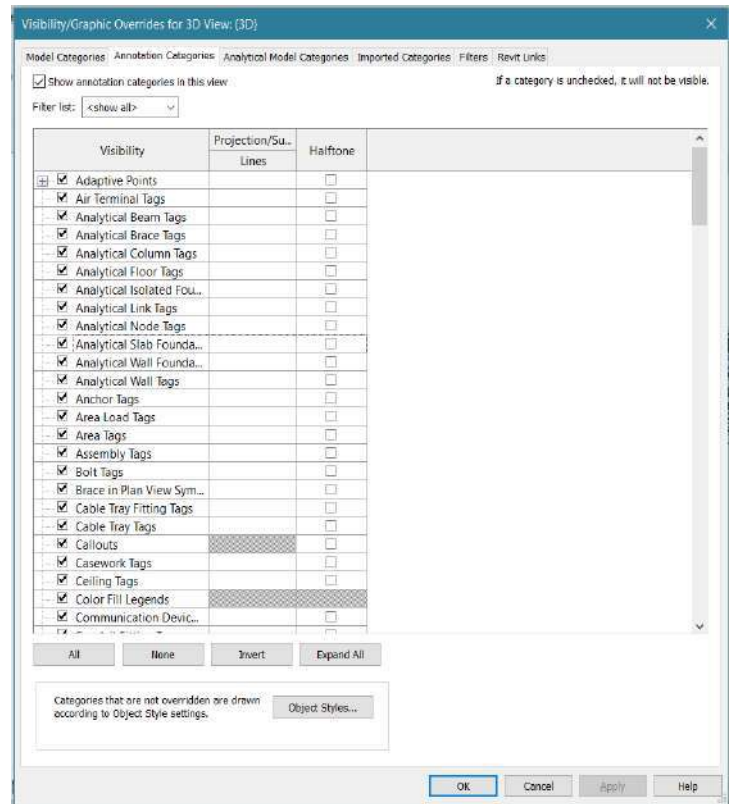 Visibility/Graphic Overrides for 3D View: {3D}
Model Categories Annotation Categories Analytical Model Categories Imported Categories Filters Revit Links
Show annotation categories in this view
If a category is unchecked, it will not be visible.
Filter list: <show all>
Visibility
Projection/Su...
Lines
Halftone
Adaptive Points
Air Terminal Tags
Analytical Beam Tags
Analytical Brace Tags
Analytical Column Tags
Analytical Floor Tags
Analytical Isolated Fou...
Analytical Link Tags
Analytical Node Tags
Analytical Slab Founda...
Analytical Wall Founda...
Analytical Wall Tags
Anchor Tags
Area Load Tags
Area Tags
Assembly Tags
Bolt Tags
Brace in Plan View Sym...
Cable Tray Fitting Tags
Cable Tray Tags
Callouts
Casework Tags
Ceiling Tags
Color Fill Legends
Communication Devic...
All None Invert Expand All
Categories that are not overridden are drawn
according to Object Style settings.
Object Styles...
OK Cancel Apply Help